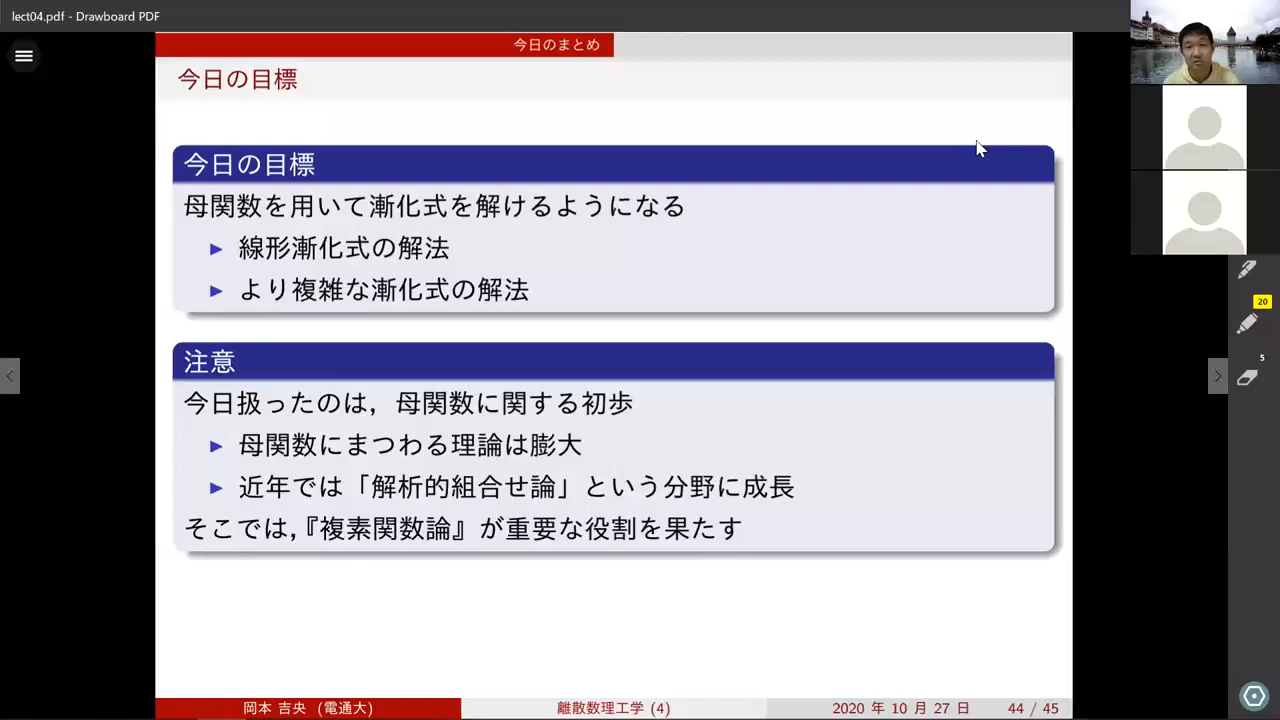 lect04.pdf - Drawboard PDF
今日のまとめ
今日の目標
今日の目標
母関数を用いて漸化式を解けるようになる
▶ 線形漸化式の解法
▶ より複雑な漸化式の解法
注意
今日扱ったのは，母関数に関する初歩
▶ 母関数にまつわる理論は膨大
▶ 近年では「解析的組合せ論」という分野に成長
そこでは，『複素関数論』が重要な役割を果たす
20
5
岡本 吉央 (電通大)
離散数理工学 (4)
2020 年 10 月 27 日
44 / 45